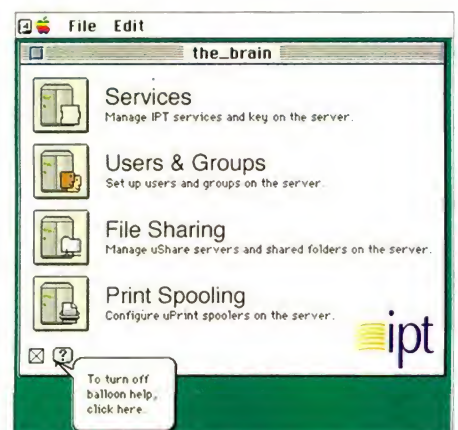 File Edit
the_brain
Services
Manage IPT services and key on the server.
Users & Groups
Set up users and groups on the server.
File Sharing
Manage uShare servers and shared folders on the server.
Print Spooling
Configure uPrint spoolers on the server.
ipt
?
To turn off
balloon help,
click here.